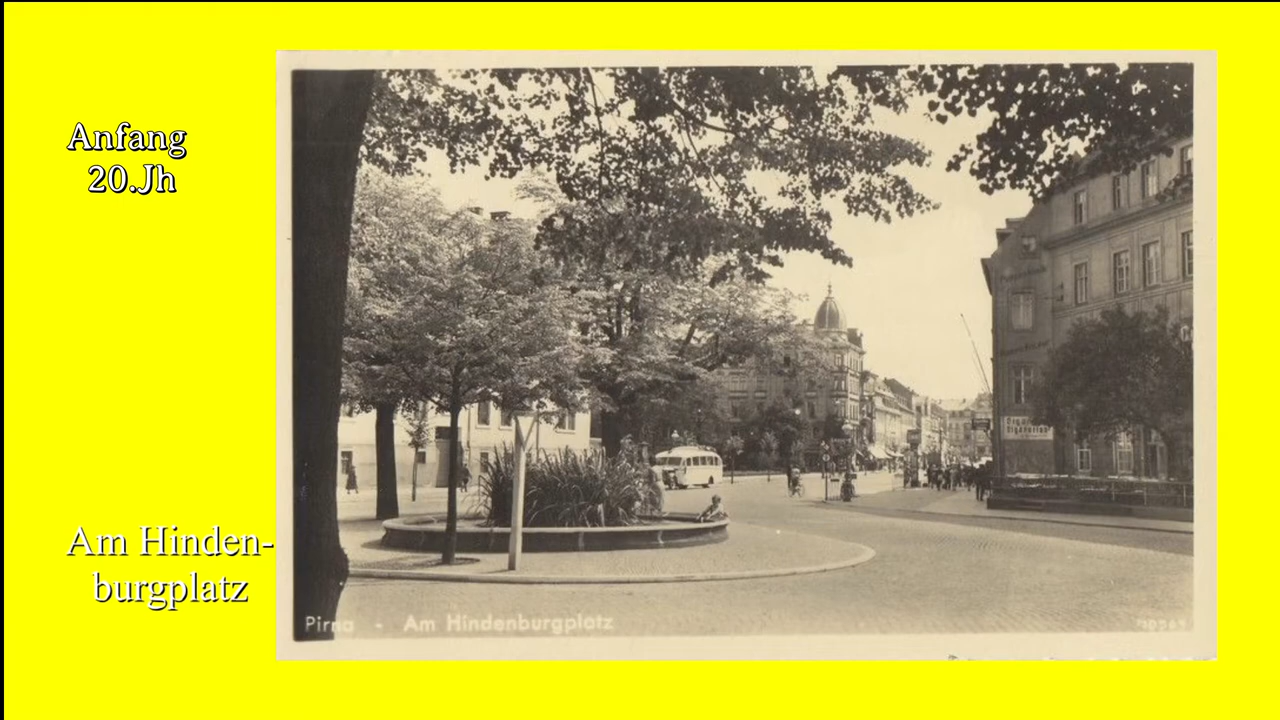 Anfang
20.Jh
Am Hinden-
burgplatz
Pirna - Am Hindenburgplatz